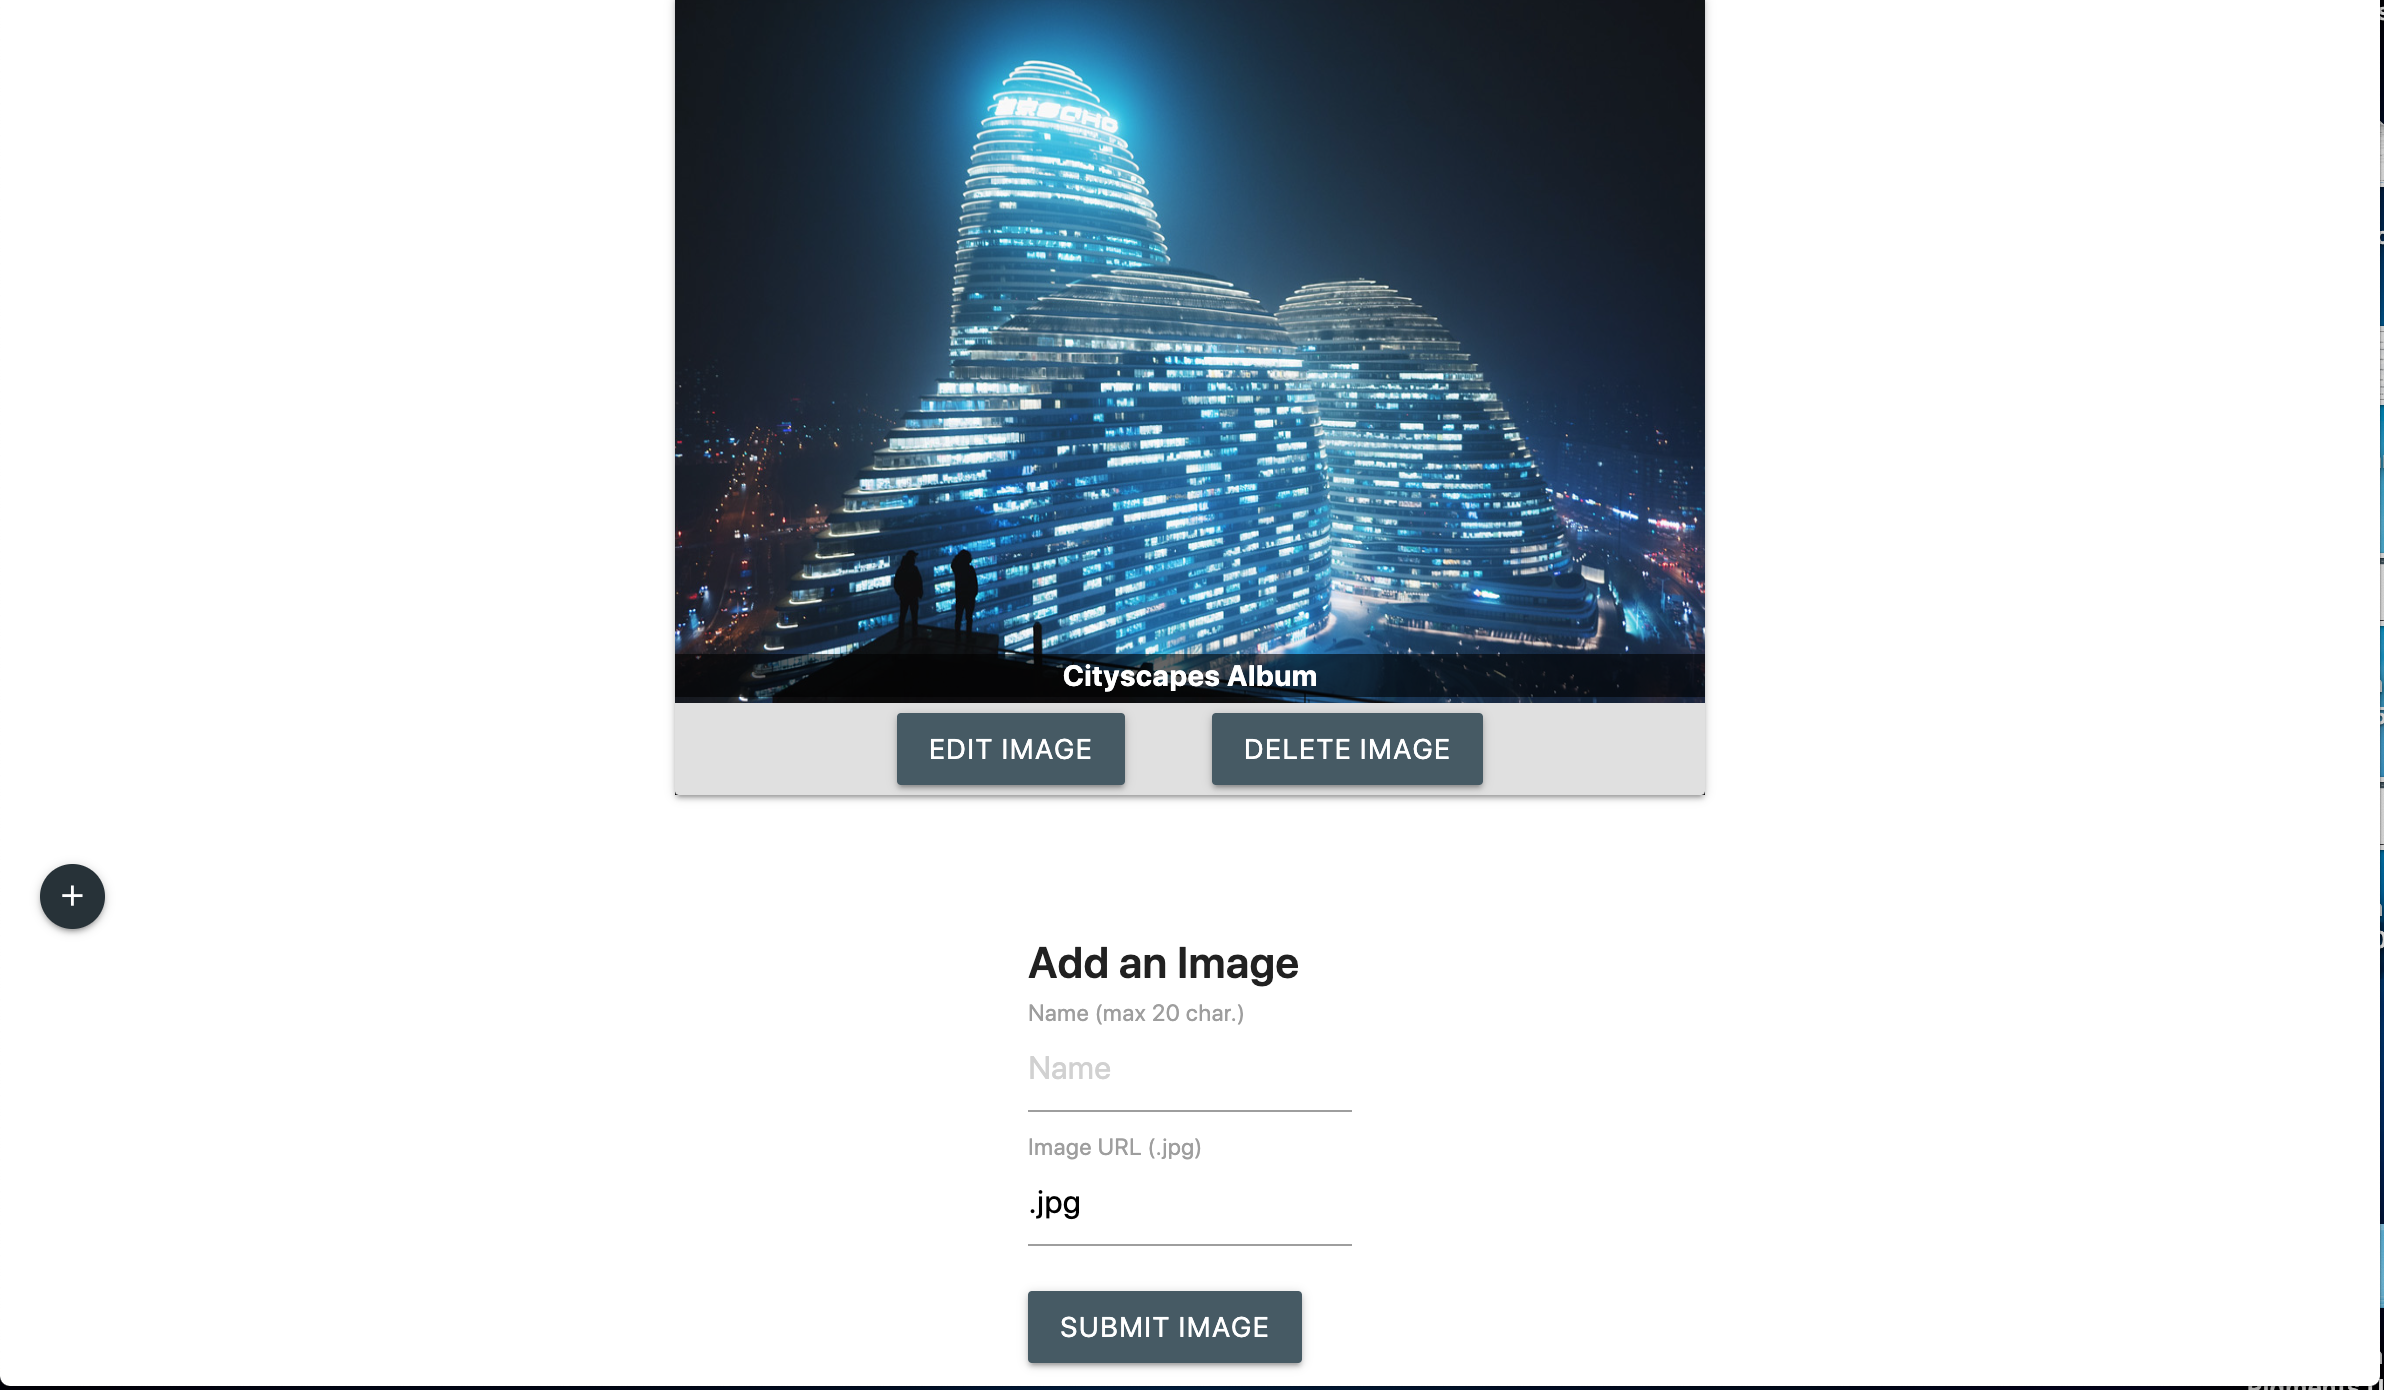 SOHO
Cityscapes Album
EDIT IMAGE
DELETE IMAGE
+
Add an Image
Name (max 20 char.)
Name
Image URL (.jpg)
.jpg
SUBMIT IMAGE